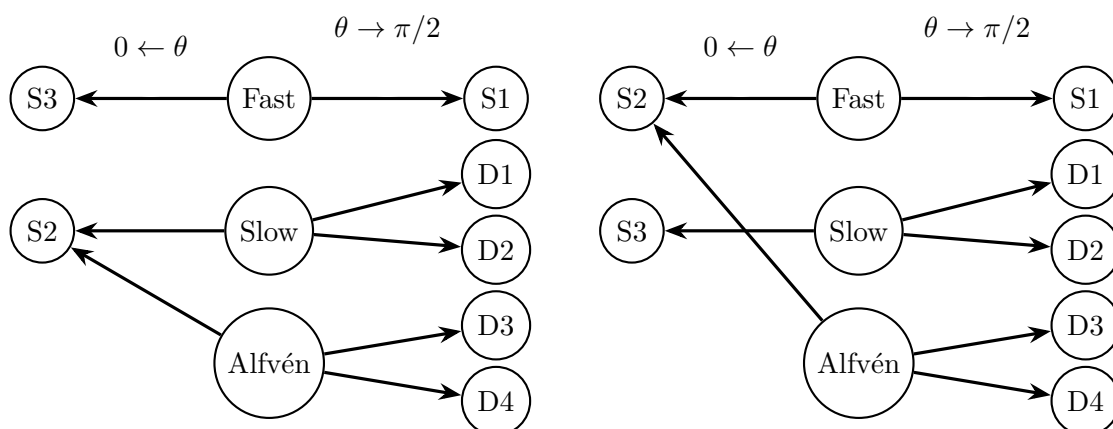 θ → π/2
0 ← θ
S3 Fast S1
D1
S2 Slow
D2
D3
Alfvén
D4
θ → π/2
0 ← θ
S2 Fast S1
D1
S3 Slow
D2
D3
Alfvén
D4